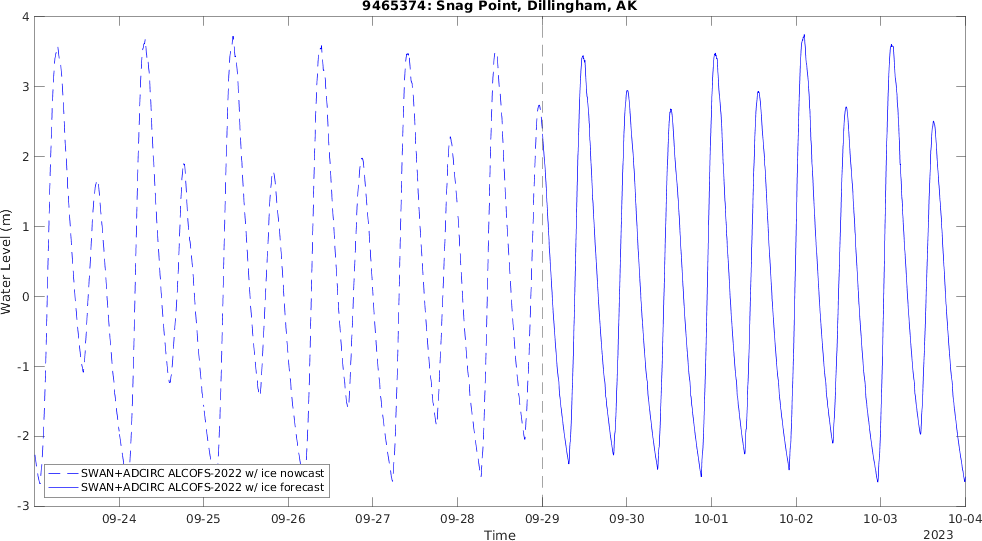 9465374: Snag Point, Dillingham, AK
4
3
2
1
0
-1
-2
-3
Water Level (m)
SWAN+ADCIRC ALCOFS-2022 w/ ice nowcast
SWAN+ADCIRC ALCOFS-2022 w/ ice forecast
09-24 09-25 09-26 09-27 09-28 09-29 09-30 10-01 10-02 10-03 10-04
Time
2023